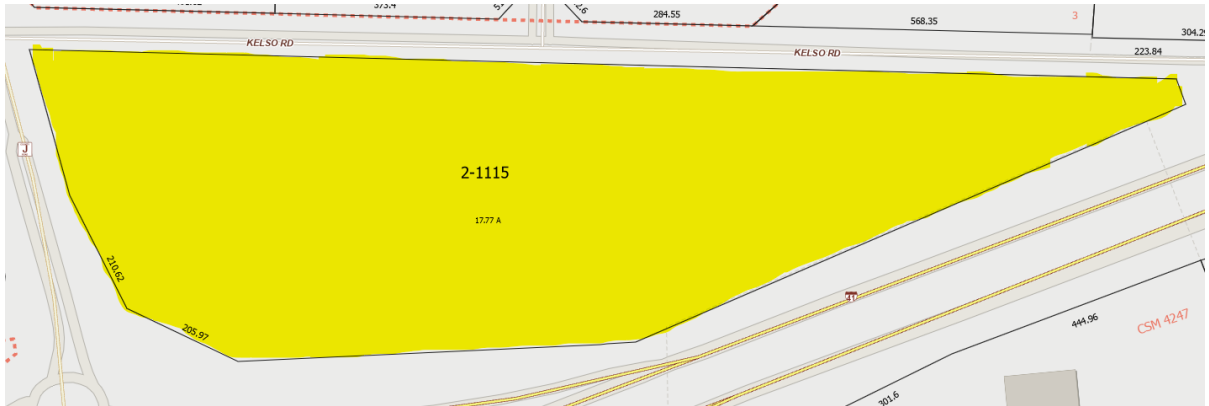 373.4
284.55
568.35
3
304.29
KELSO RD
KELSO RD
223.84
J
2-1115
17.77 A
210.62
205.97
41
444.96
CSM 4247
301.6